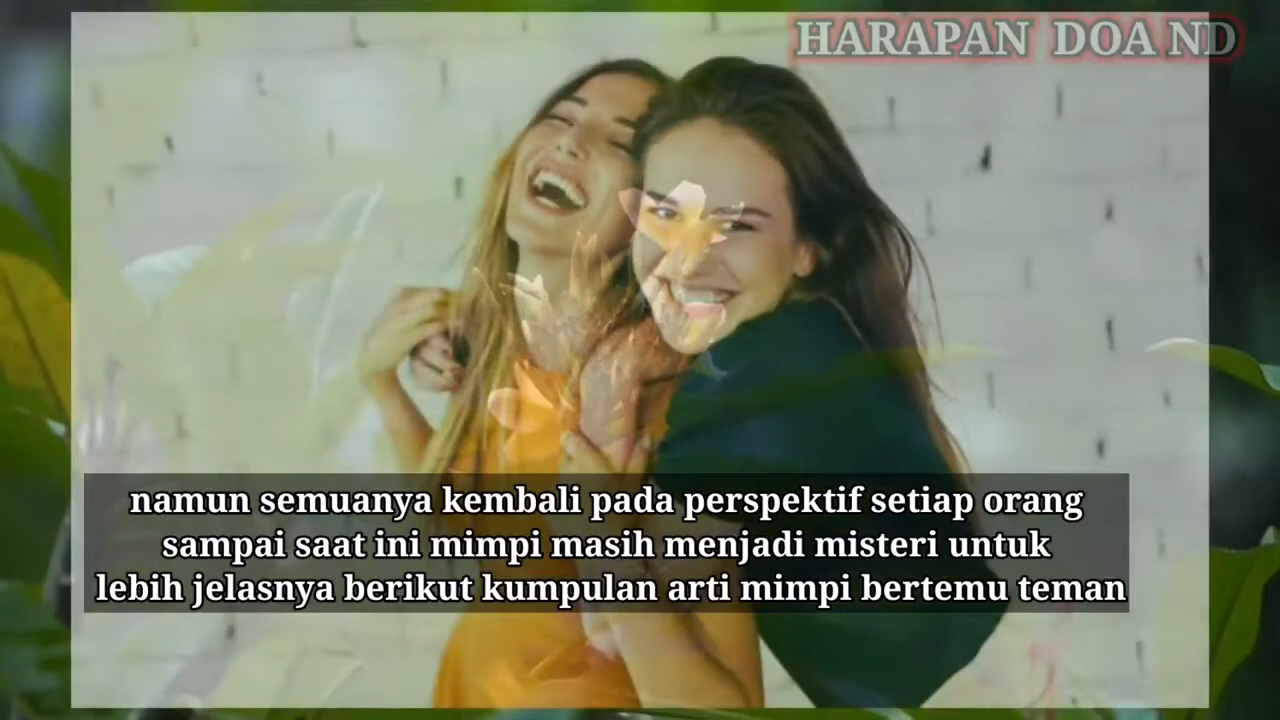 HARAPAN DOA ND
namun semuanya kembali pada perspektif setiap orang
sampai saat ini mimpi masih menjadi misteri untuk
lebih jelasnya berikut kumpulan arti mimpi bertemu teman